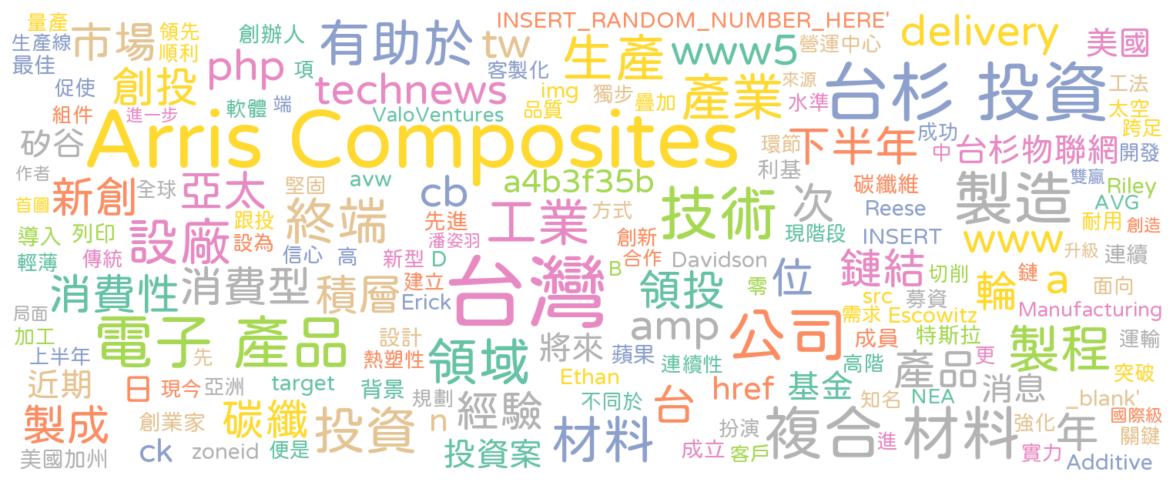 量產 市場 領先 創辦人 有助於 INSERT_RANDOM_NUMBER_HERE'
生產線 順利 tw 生產 www5 營運中心 delivery 美國
最佳 創投 php 項 客製化 產業 來源 台杉 投資 工法
促使 軟體 端 technews img 獨步 水準 太空
組件 進一步 ValoVentures 品質 疊加 跨足
矽谷 Arris Composites 環節 下半年 成功 中 台杉物聯網 開發
作者 新創 全球 亞太 堅固 avw cb a4b3f35b 利基 碳纖維 雙贏 Riley
首圖 跟投 終端 先進 工業 方式 技術 次 Reese 製造 AVG 耐用 創造
導入 列印 設廠 設為 潘姿羽 創新 現階段 INSERT www
輕薄 傳統 信心 高 新型 D 合作 Davidson 升級 連續
消費性 消費型 積層 建立 台灣 B 領投 零 位 鏈結 切削 輪 a 鏈 面向
局面 Erick src 募資 Manufacturing
加工 電子 產品 設計 領域 將來 amp 公司 需求 Escowitz 成員 特斯拉 製程 運輸
上半年 先 熱塑性 蘋果 連續性 高階 更
近期 日 現今 亞洲 target 背景 Ethan href 基金 產品 消息 突破
規劃 不同於 知名 NEA _blank'
製成 創業家 碳纖 投資 n 經驗 台 扮演 複合 材料 進 年 強化 國際級
關鍵
美國加州 ck zoneid 便是 投資案 材料 成立 客戶 實力 Additive